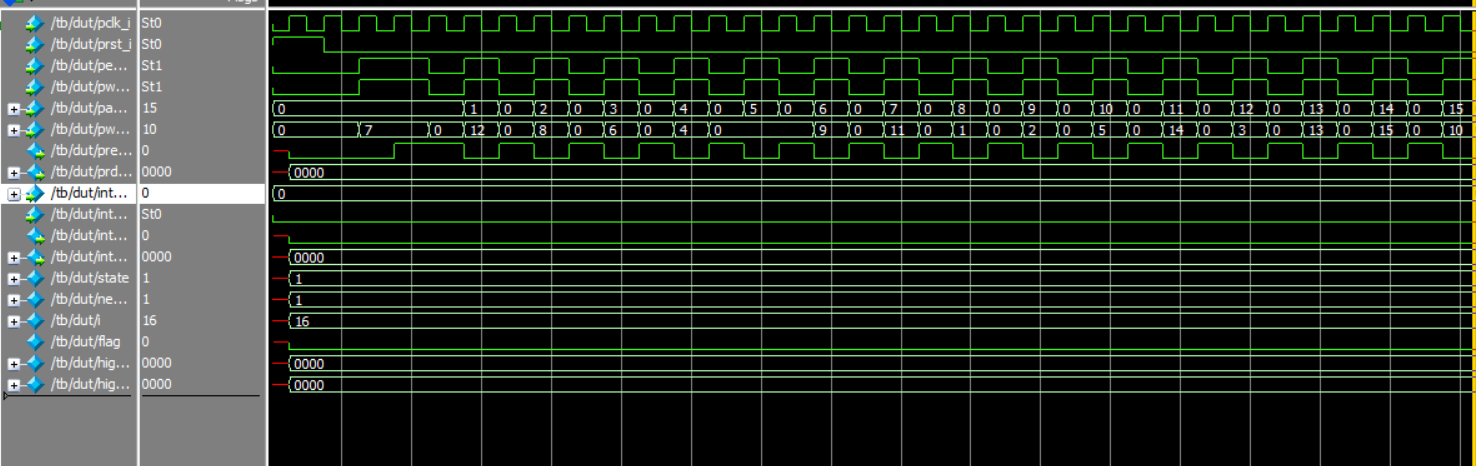 /tb/dut/pclk_i St0
/tb/dut/prst_i St0
/tb/dut/pe... St1
/tb/dut/pw... St1
/tb/dut/pa... 15 0 1 0 2 0 3 0 4 0 5 0 6 0 7 0 8 0 9 0 10 0 11 0 12 0 13 0 14 0 15
/tb/dut/pw... 10 0 7 0 12 0 8 0 6 0 4 0 9 0 11 0 1 0 2 0 5 0 14 0 3 0 13 0 15 0 10
/tb/dut/pre... 0
/tb/dut/prd... 0000 0000
/tb/dut/int... 0 0
/tb/dut/int... St0
/tb/dut/int... 0
/tb/dut/int... 0000 0000
/tb/dut/state 1 1
/tb/dut/ne... 1 1
/tb/dut/i 16 16
/tb/dut/flag 0
/tb/dut/hig... 0000 0000
/tb/dut/hig... 0000 0000